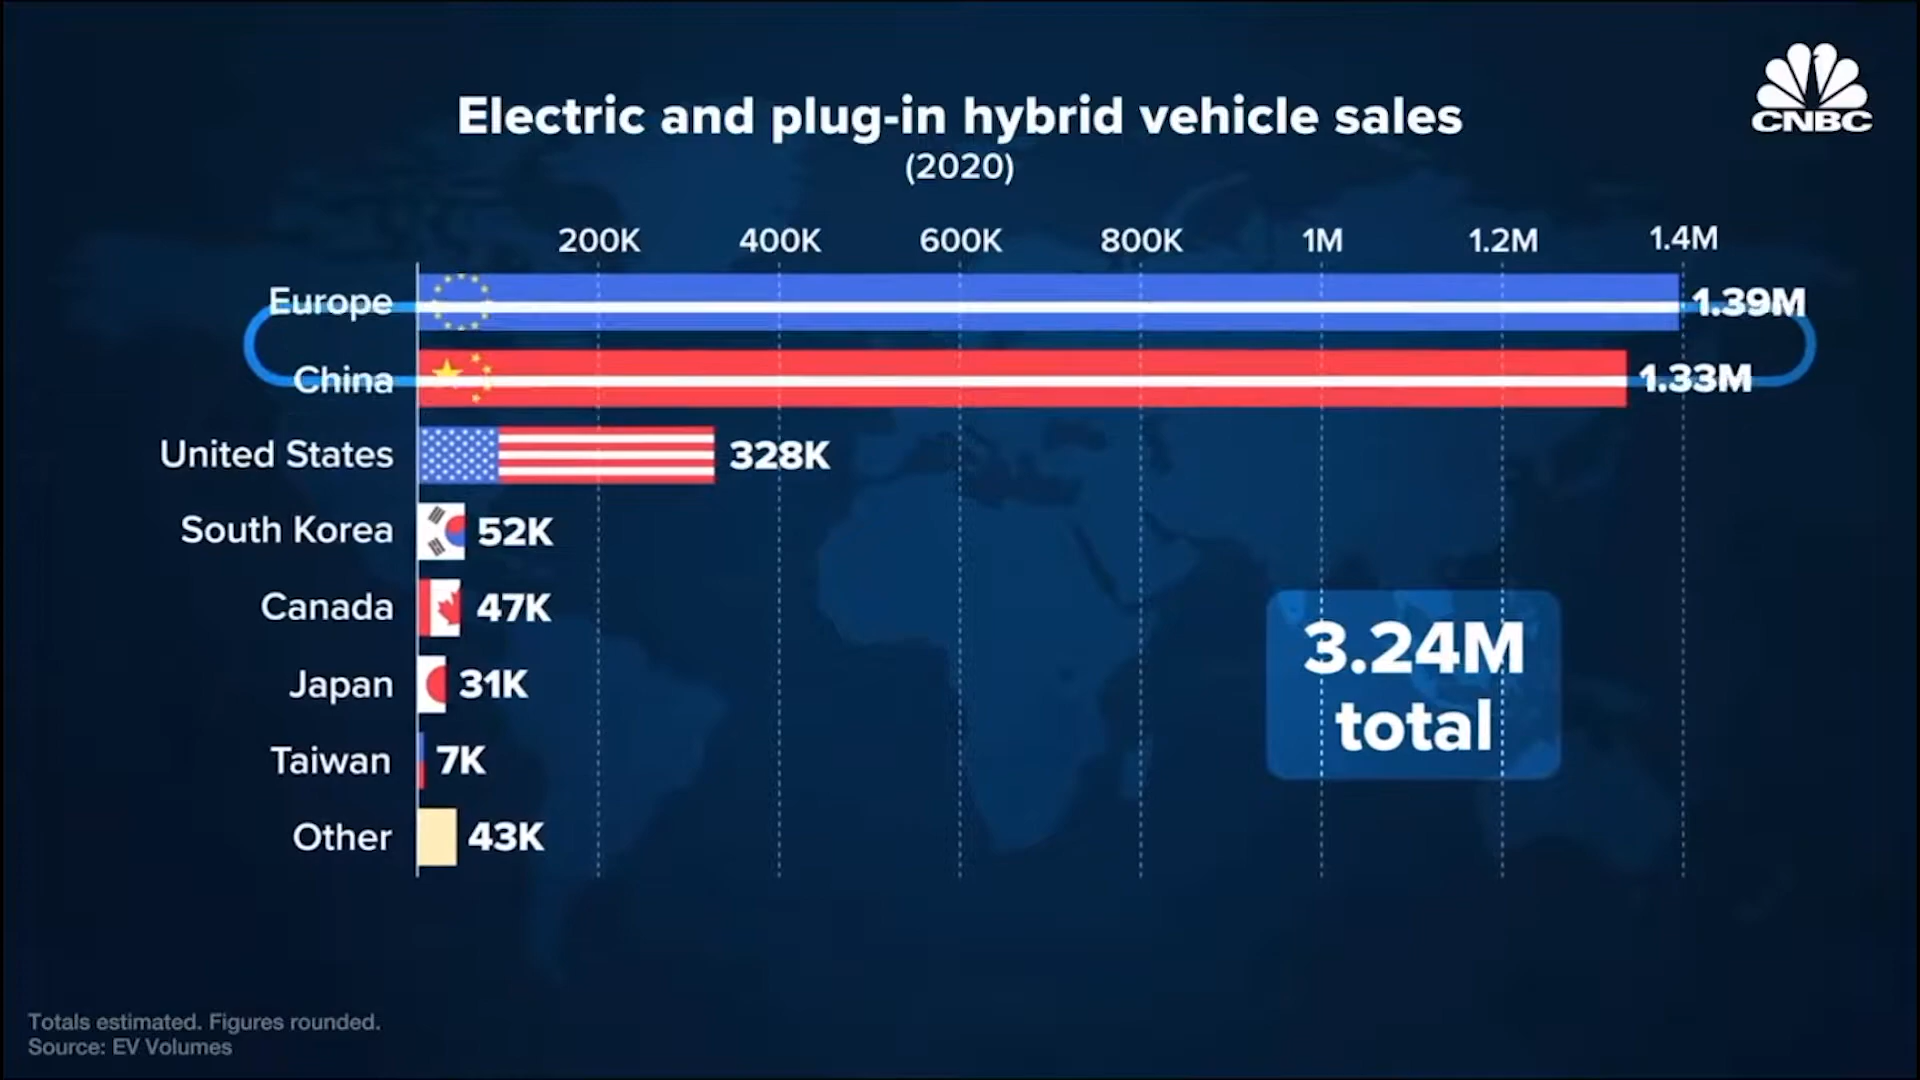 CNBC
Electric and plug-in hybrid vehicle sales
(2020)
200K 400K 600K 800K 1M 1.2M 1.4M
Europe 1.39M
China 1.33M
United States 328K
South Korea 52K
Canada 47K
Japan 31K
Taiwan 7K
Other 43K
3.24M
total
Totals estimated. Figures rounded.
Source: EV Volumes